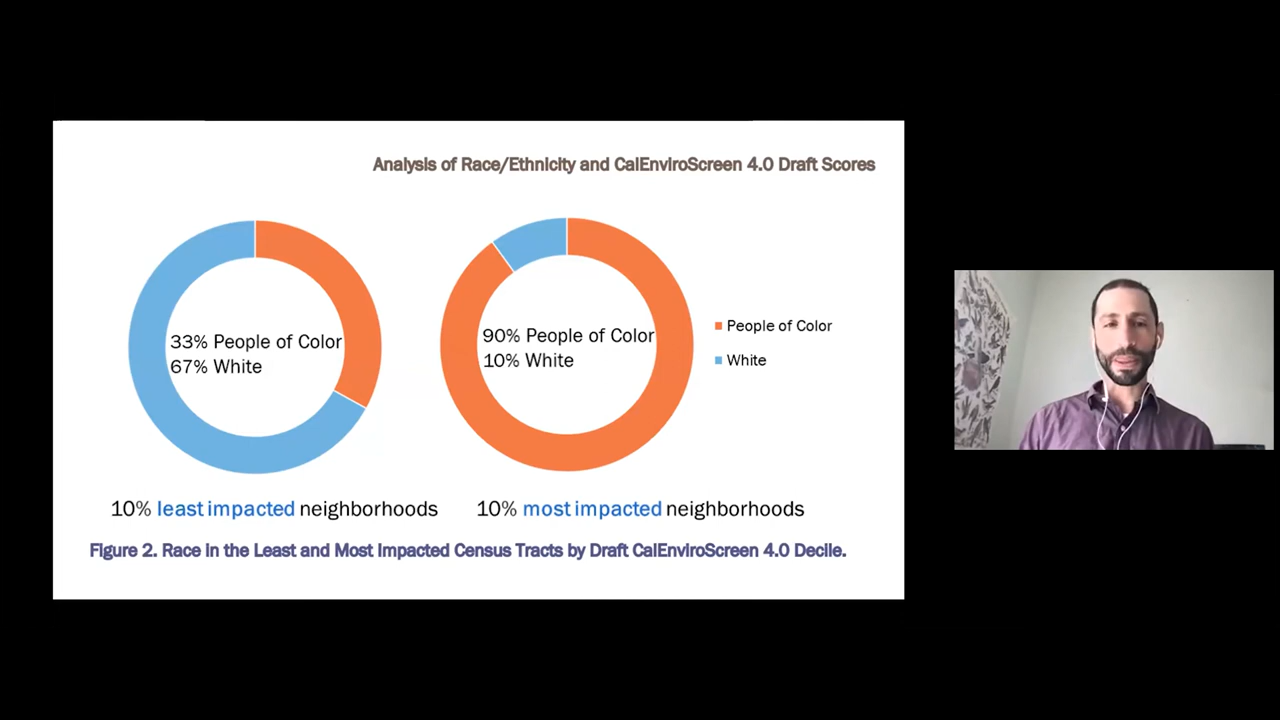 Analysis of Race/Ethnicity and CalEnviroScreen 4.0 Draft Scores
33% People of Color
67% White
90% People of Color
10% White
People of Color
White
10% least impacted neighborhoods
10% most impacted neighborhoods
Figure 2. Race in the Least and Most Impacted Census Tracts by Draft CalEnviroScreen 4.0 Decile.